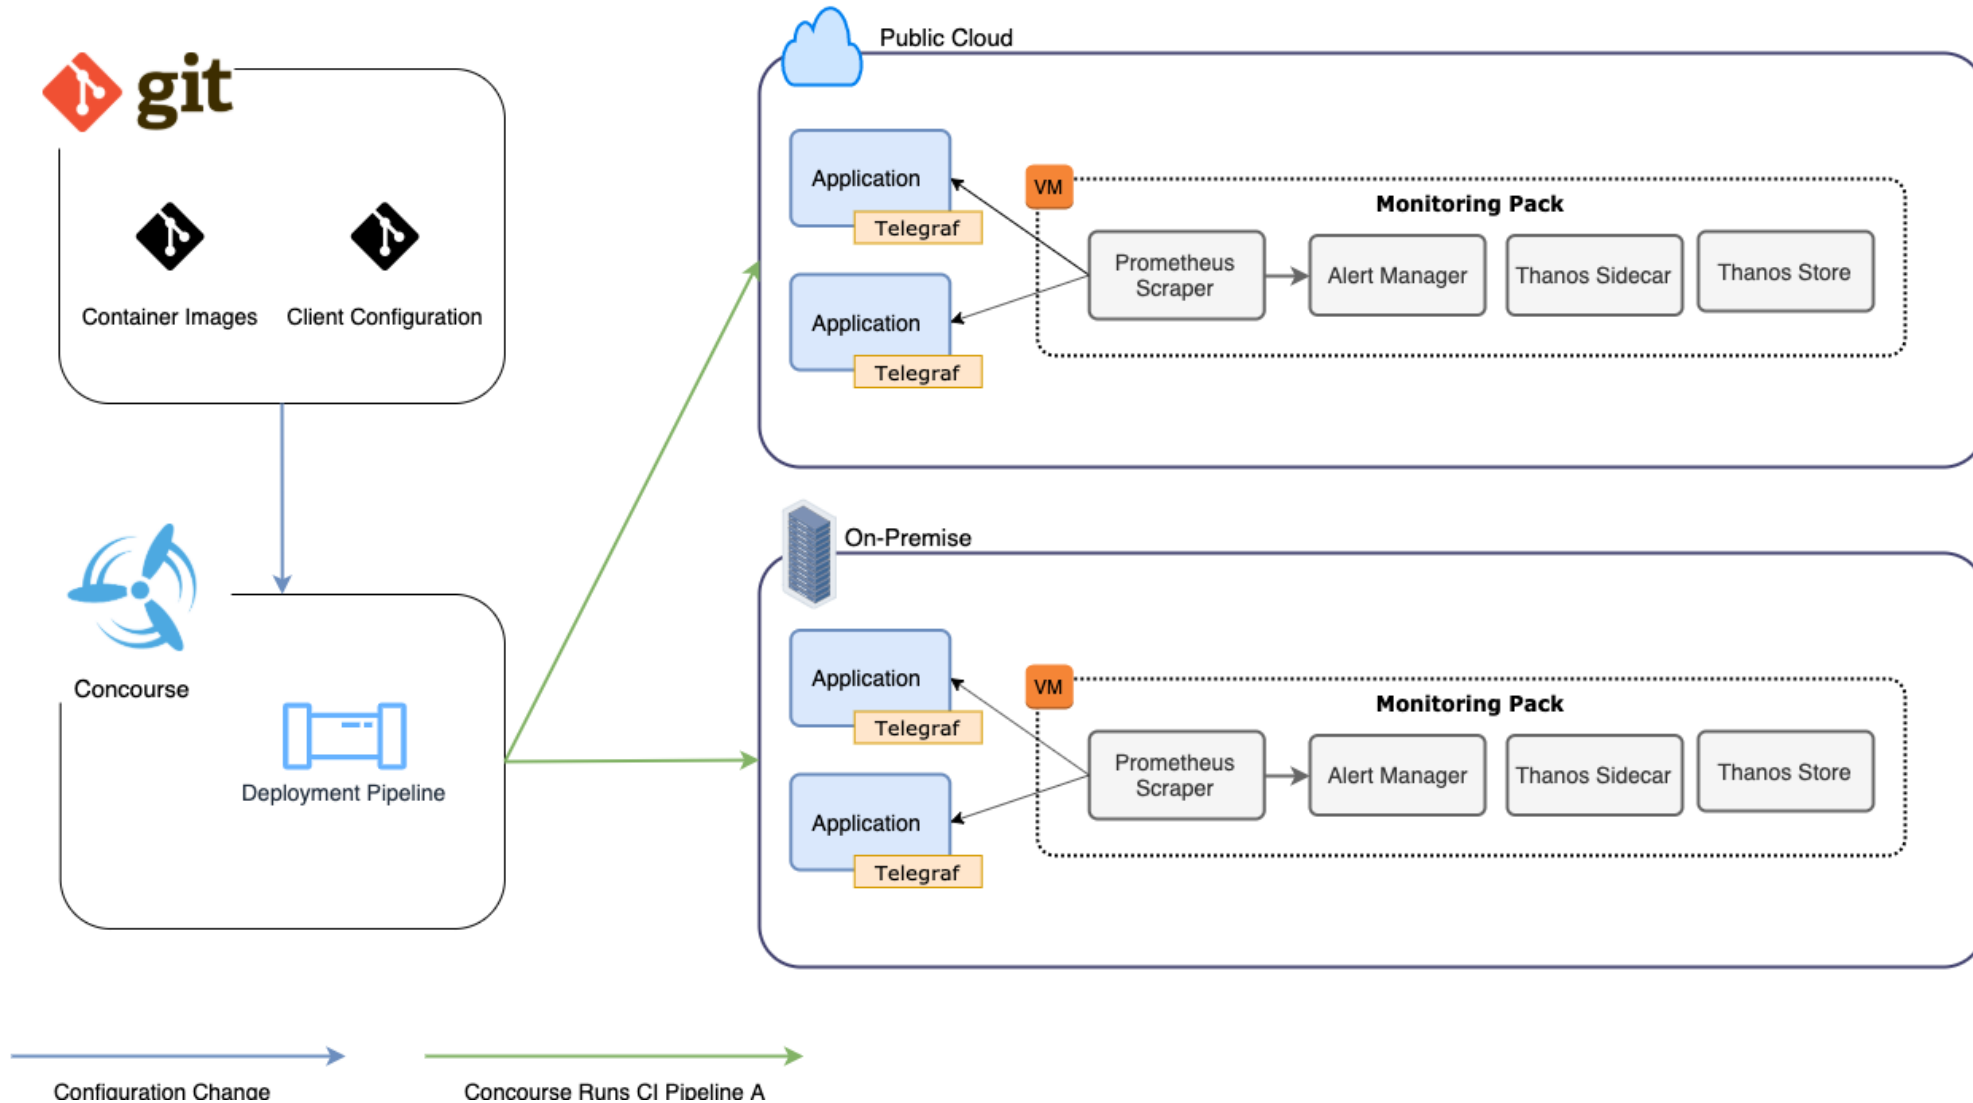 git
Container Images
Client Configuration
Concourse
Deployment Pipeline
Public Cloud
Application
Telegraf
Application
Telegraf
VM
Monitoring Pack
Prometheus
Scraper
Alert Manager
Thanos Sidecar
Thanos Store
On-Premise
Application
Telegraf
Application
Telegraf
VM
Monitoring Pack
Prometheus
Scraper
Alert Manager
Thanos Sidecar
Thanos Store
Configuration Change
Concourse Runs CI Pipeline A